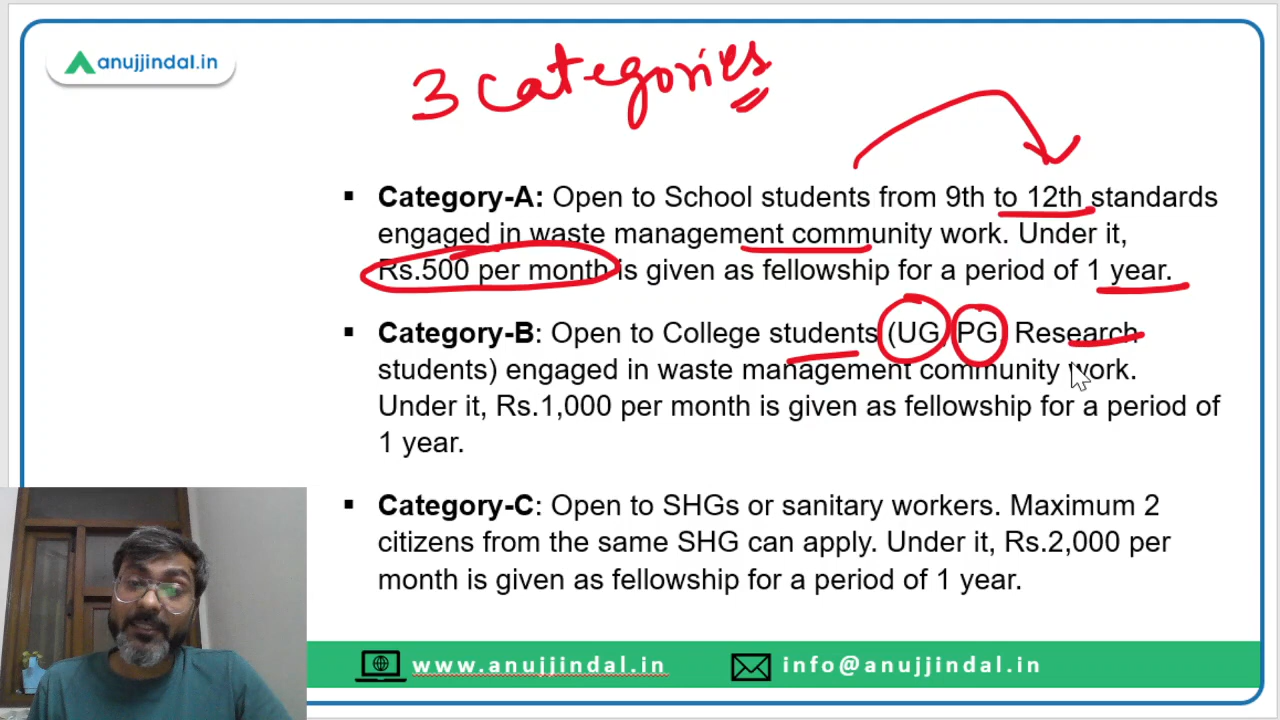 anujjindal.in
3 categories
▪ Category-A: Open to School students from 9th to 12th standards
engaged in waste management community work. Under it,
Rs.500 per month is given as fellowship for a period of 1 year.
▪ Category-B: Open to College students (UG, PG, Research
students) engaged in waste management community work.
Under it, Rs.1,000 per month is given as fellowship for a period of
1 year.
▪ Category-C: Open to SHGs or sanitary workers. Maximum 2
citizens from the same SHG can apply. Under it, Rs.2,000 per
month is given as fellowship for a period of 1 year.
www.anujjindal.in
info@anujjindal.in